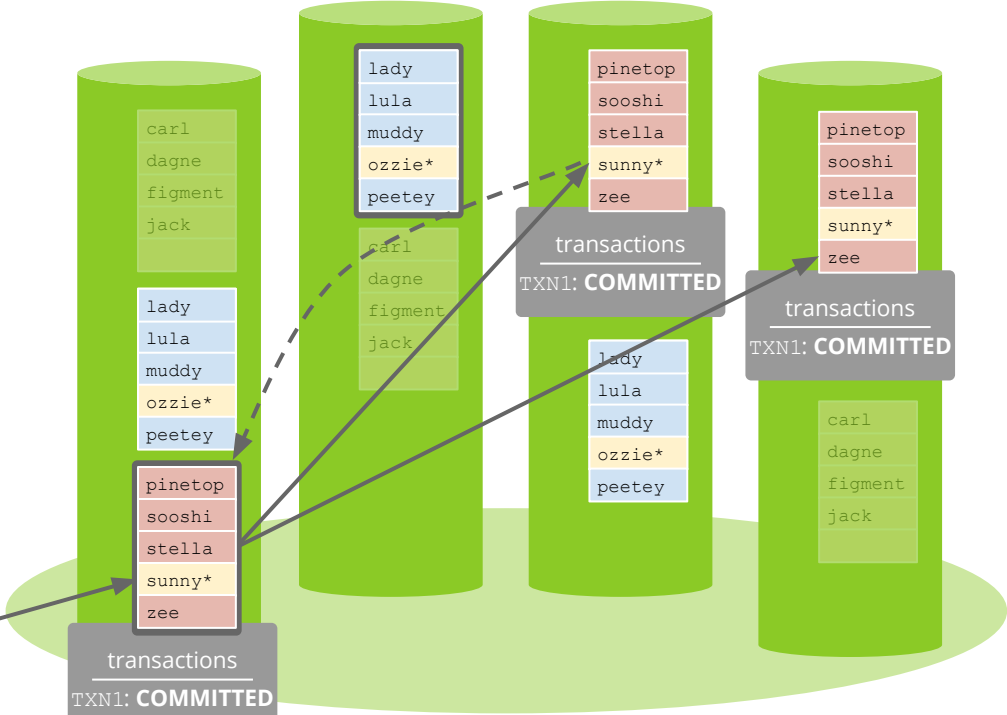 carl
dagne
figment
jack
lady
lula
muddy
ozzie*
peetey
pinetop
sooshi
stella
sunny*
zee
transactions
TXN1: COMMITTED
lady
lula
muddy
ozzie*
peetey
carl
dagne
figment
jack
pinetop
sooshi
stella
sunny*
zee
transactions
TXN1: COMMITTED
lady
lula
muddy
ozzie*
peetey
pinetop
sooshi
stella
sunny*
zee
transactions
TXN1: COMMITTED
carl
dagne
figment
jack